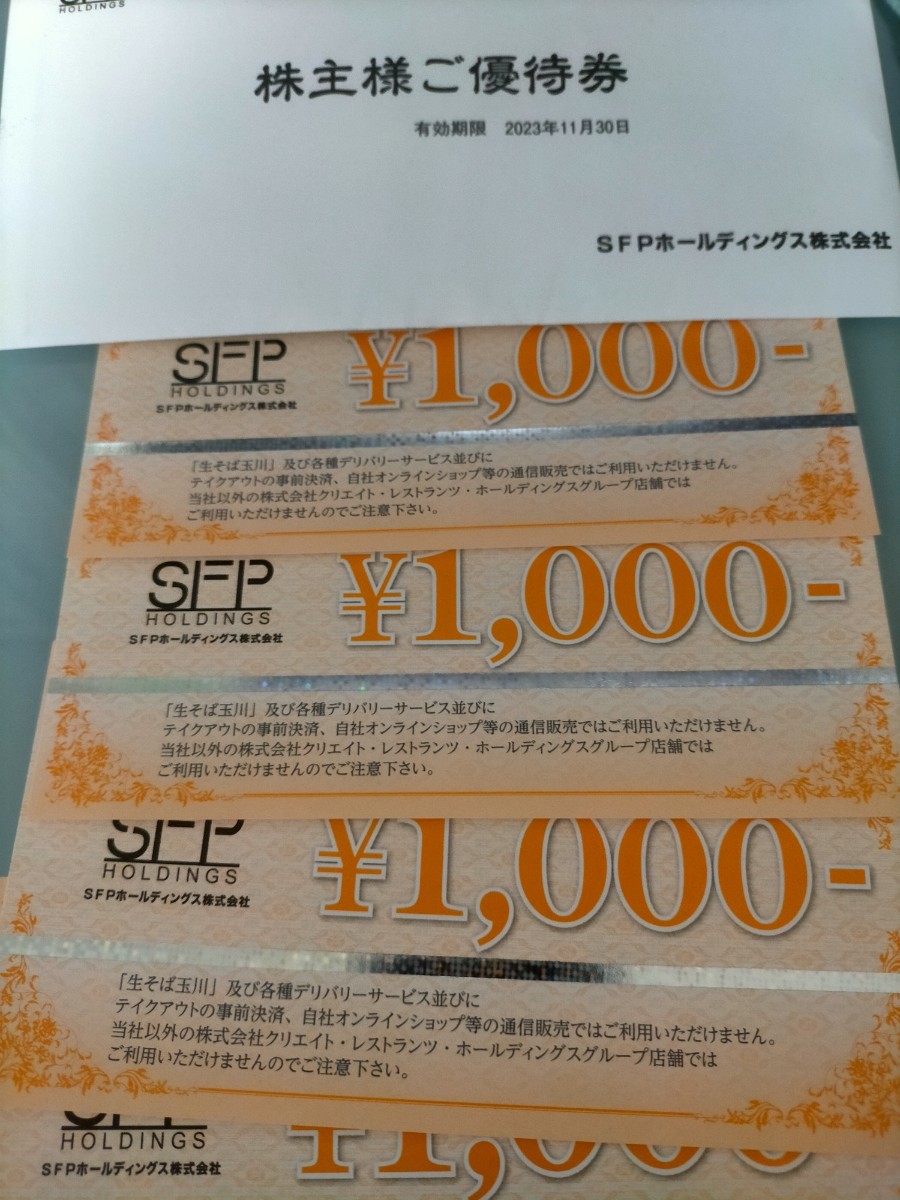 HOLDINGS
株主様ご優待券
有効期限 2023年11月30日
SFPホールディングス株式会社
SFP
HOLDINGS
SFPホールディングス株式会社
¥1,000-
「生そば玉川」及び各種デリバリーサービス並びに
テイクアウトの事前決済、自社オンラインショップ等の通信販売ではご利用いただけません。
当社以外の株式会社クリエイト・レストランツ・ホールディングスグループ店舗では
ご利用いただけませんのでご注意下さい。
SFP
HOLDINGS
SFPホールディングス株式会社
¥1,000-
「生そば玉川」及び各種デリバリーサービス並びに
テイクアウトの事前決済、自社オンラインショップ等の通信販売ではご利用いただけません。
当社以外の株式会社クリエイト・レストランツ・ホールディングスグループ店舗では
ご利用いただけませんのでご注意下さい。
SFP
HOLDINGS
SFPホールディングス株式会社
¥1,000-
「生そば玉川」及び各種デリバリーサービス並びに
テイクアウトの事前決済、自社オンラインショップ等の通信販売ではご利用いただけません。
当社以外の株式会社クリエイト・レストランツ・ホールディングスグループ店舗では
ご利用いただけませんのでご注意下さい。
SFP
HOLDINGS
SFPホールディングス株式会社
¥1,000